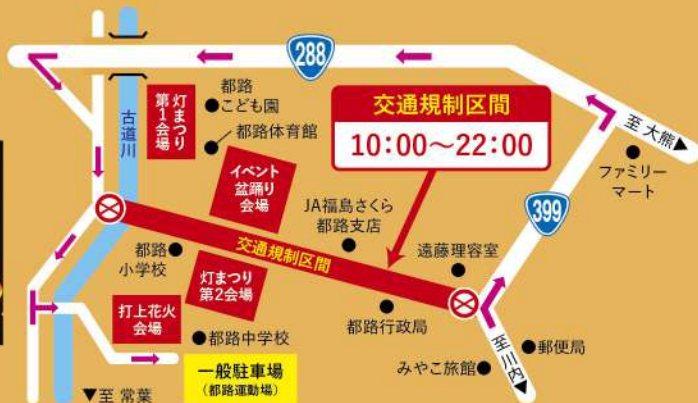 288
都路
こども園
都路体育館
灯まつり
第1会場
古道川
交通規制区間
10:00〜22:00
至 大熊▶
ファミリー
マート
399
イベント
盆踊り
会場
JA福島さくら
都路支店
遠藤理容室
交通規制区間
都路
小学校
灯まつり
第2会場
打上花火
会場
都路中学校
都路行政局
一般駐車場
(都路運動場)
みやこ旅館
郵便局
至川内▶
▼至 常葉